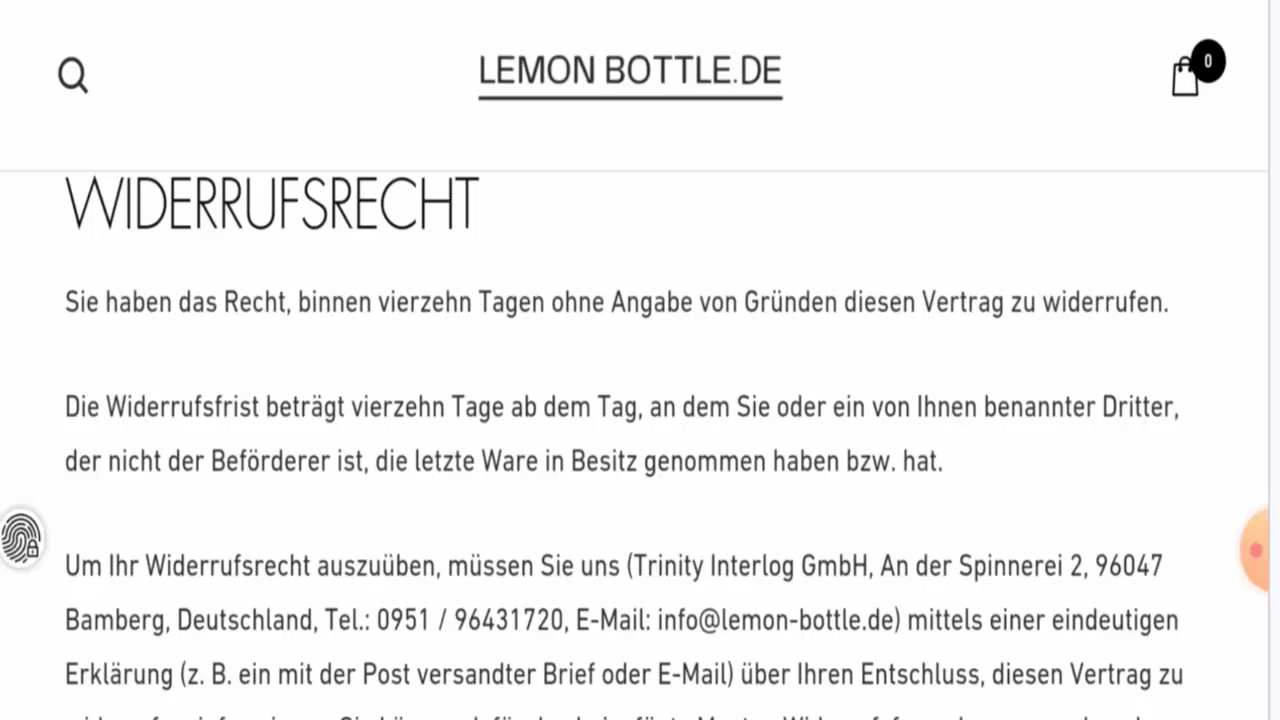 LEMON BOTTLE.DE
0
WIDERRUFSRECHT
Sie haben das Recht, binnen vierzehn Tagen ohne Angabe von Gründen diesen Vertrag zu widerrufen.
Die Widerrufsfrist beträgt vierzehn Tage ab dem Tag, an dem Sie oder ein von Ihnen benannter Dritter,
der nicht der Beförderer ist, die letzte Ware in Besitz genommen haben bzw. hat.
Um Ihr Widerrufsrecht auszuüben, müssen Sie uns (Trinity Interlog GmbH, An der Spinnerei 2, 96047
Bamberg, Deutschland, Tel.: 0951 / 96431720, E-Mail: info@lemon-bottle.de) mittels einer eindeutigen
Erklärung (z. B. ein mit der Post versandter Brief oder E-Mail) über Ihren Entschluss, diesen Vertrag zu